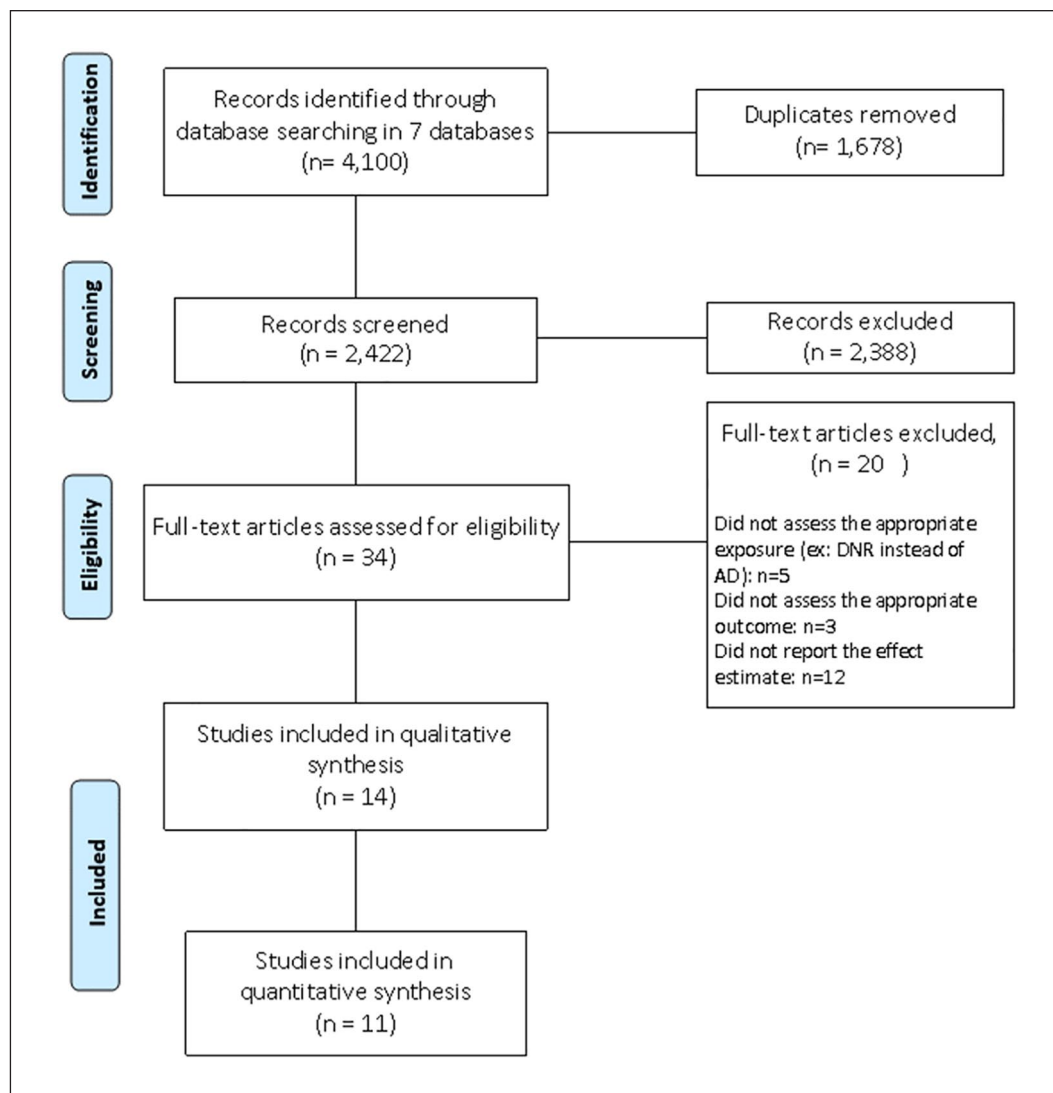 Identification
Records identified through
database searching in 7 databases
(n= 4,100)
Duplicates removed
(n= 1,678)
Screening
Records screened
(n = 2,422)
Records excluded
(n = 2,388)
Eligibility
Full-text articles assessed for eligibility
(n = 34)
Full-text articles excluded,
(n = 20 )
Did not assess the appropriate
exposure (ex: DNR instead of
AD): n=5
Did not assess the appropriate
outcome: n=3
Did not report the effect
estimate: n=12
Included
Studies included in qualitative
synthesis
(n = 14)
Studies included in
quantitative synthesis
(n = 11)